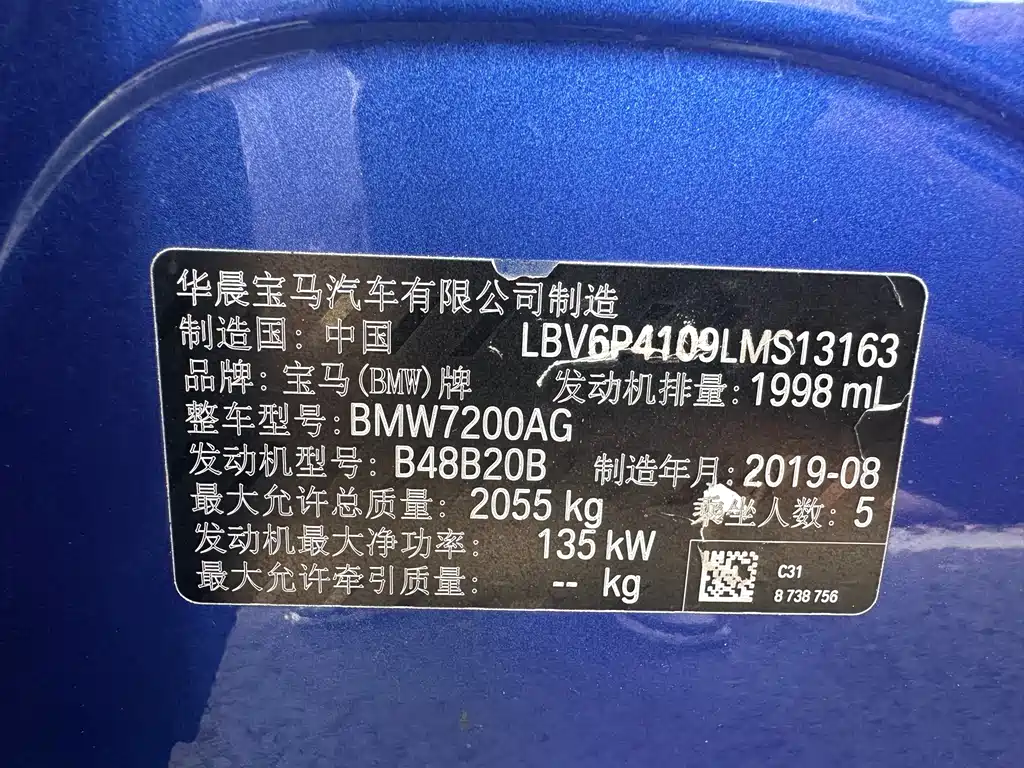 华晨宝马汽车有限公司制造
制造国：中国 LBV6P4109LMS13163
品牌：宝马(BMW)牌 发动机排量：1998 mL
整车型号：BMW7200AG
发动机型号：B48B20B 制造年月：2019-08
最大允许总质量：2055 kg 乘坐人数：5
发动机最大净功率：135 kW
最大允许牵引质量：-- kg
C31
8 738 756